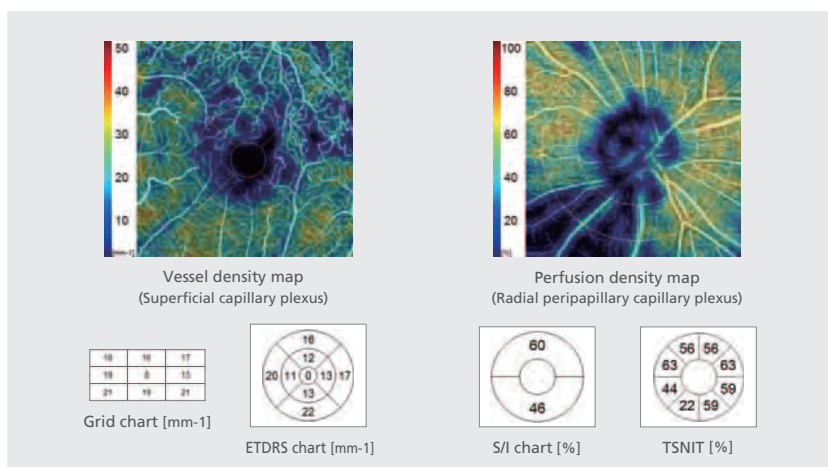 50
40
30
20
10
[mm-1]
100
80
60
40
20
[%]
Vessel density map
(Superficial capillary plexus)
Perfusion density map
(Radial peripapillary capillary plexus)
16 17
19 8 15
21 19 21
Grid chart [mm-1]
16
12
20 11 0 13 17
13
22
ETDRS chart [mm-1]
60
46
S/I chart [%]
56 56
63 63
44 59
22 59
TSNIT [%]